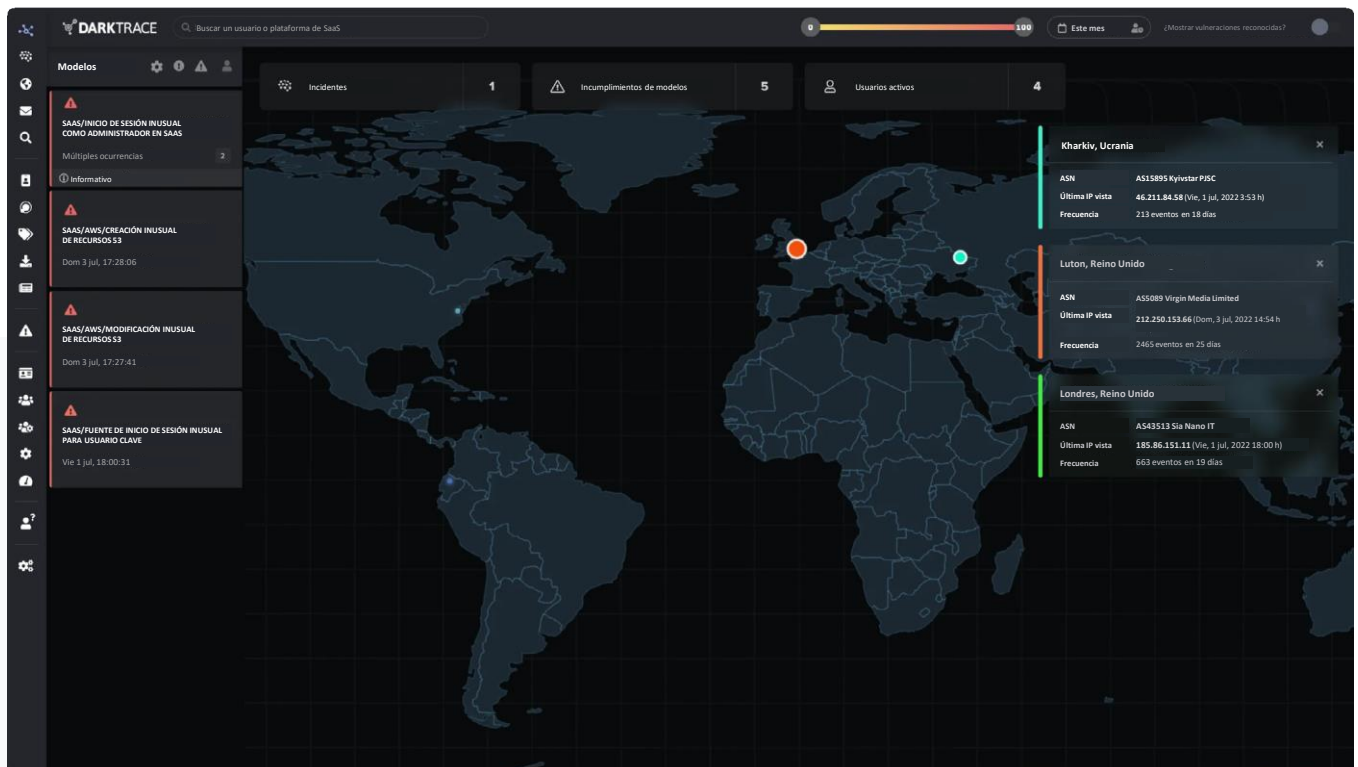 DARKTRACE
Buscar un usuario o plataforma de SaaS
0
100
Este mes
¿Mostrar vulneraciones reconocidas?
Modelos
Incidentes
1
Incumplimientos de modelos
5
Usuarios activos
4
SAAS/INICIO DE SESIÓN INUSUAL
COMO ADMINISTRADOR EN SAAS
Múltiples ocurrencias
2
Informativo
SAAS/AWS/CREACIÓN INUSUAL
DE RECURSOS S3
Dom 3 jul, 17:28:06
SAAS/AWS/MODIFICACIÓN INUSUAL
DE RECURSOS S3
Dom 3 jul, 17:27:41
SAAS/FUENTE DE INICIO DE SESIÓN INUSUAL
PARA USUARIO CLAVE
Vie 1 jul, 18:00:31
Kharkiv, Ucrania
ASN AS15895 Kyivstar PJSC
Última IP vista 46.211.84.58 (Vie, 1 jul, 2022 3:53 h)
Frecuencia 213 eventos en 18 días
Luton, Reino Unido
ASN AS5089 Virgin Media Limited
Última IP vista 212.250.153.66 (Dom, 3 jul, 2022 14:54 h
Frecuencia 2465 eventos en 25 días
Londres, Reino Unido
ASN AS43513 Sia Nano IT
Última IP vista 185.86.151.11 (Vie, 1 jul, 2022 18:00 h)
Frecuencia 663 eventos en 19 días